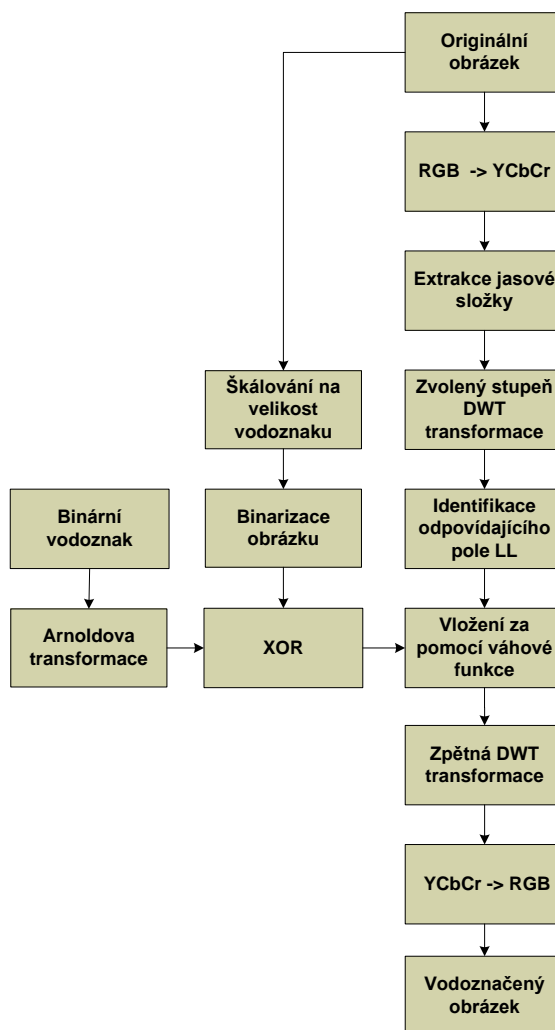 Originální
obrázek
RGB -> YCbCr
Extrakce jasové
složky
Škálování na
velikost
vodoznaku
Zvolený stupeň
DWT
transformace
Binární
vodoznak
Binarizace
obrázku
Identifikace
odpovídajícího
pole LL
Arnoldova
transformace
XOR
Vložení za
pomocí váhové
funkce
Zpětná DWT
transformace
YCbCr -> RGB
Vodoznačený
obrázek